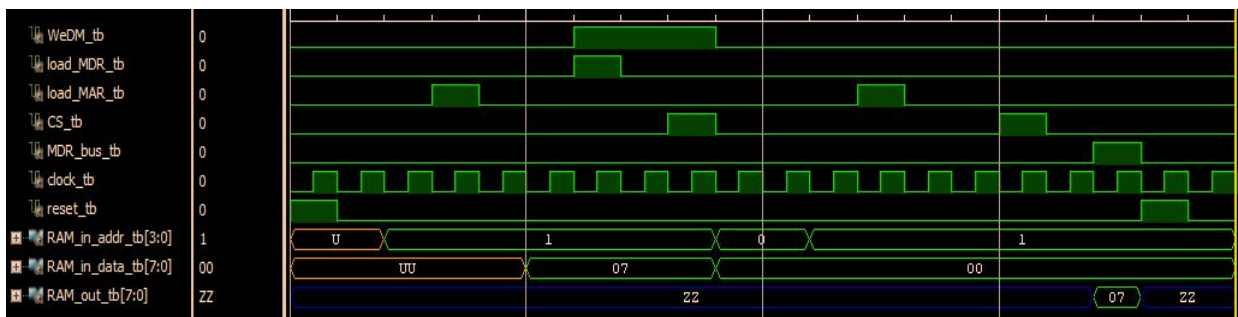 WeDM_tb 0
load_MDR_tb 0
load_MAR_tb 0
CS_tb 0
MDR_bus_tb 0
clock_tb 0
reset_tb 0
RAM_in_addr_tb[3:0] 1 U 1 0 1
RAM_in_data_tb[7:0] 00 UU 07 00
RAM_out_tb[7:0] ZZ ZZ 07 ZZ